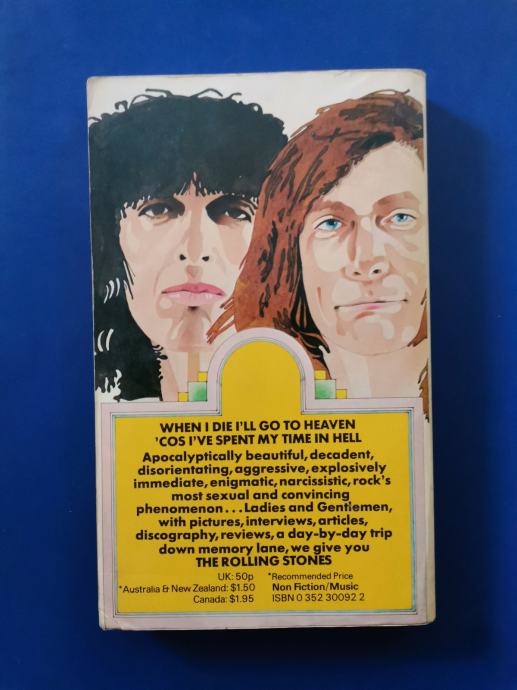 WHEN I DIE I'LL GO TO HEAVEN
'COS I'VE SPENT MY TIME IN HELL
Apocalyptically beautiful, decadent,
disorientating, aggressive, explosively
immediate, enigmatic, narcissistic, rock's
most sexual and convincing
phenomenon... Ladies and Gentlemen,
with pictures, interviews, articles,
discography, reviews, a day-by-day trip
down memory lane, we give you
THE ROLLING STONES
UK: 50p
*Australia & New Zealand: $1.50
Canada: $1.95
*Recommended Price
Non Fiction/Music
ISBN 0 352 30092 2